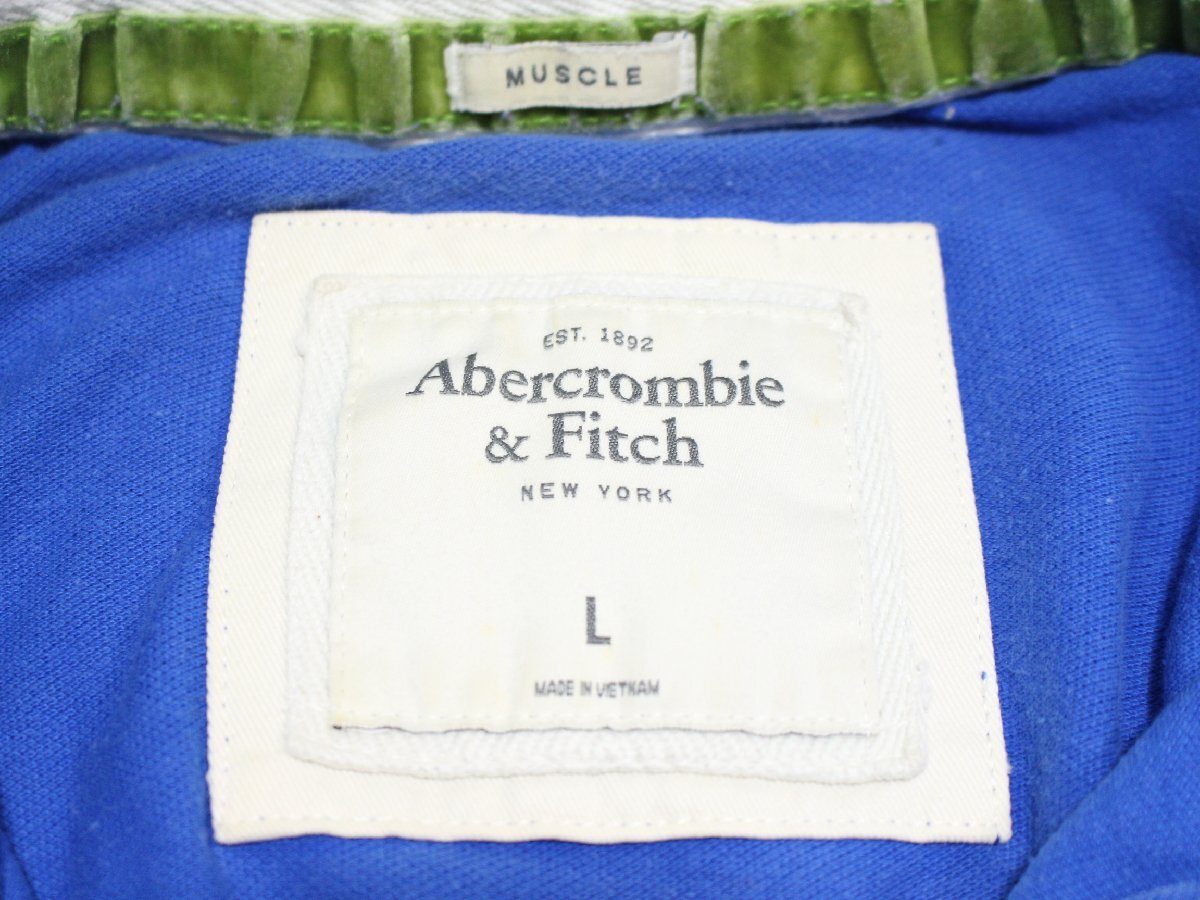 MUSCLE
EST. 1892
Abercrombie
& Fitch
NEW YORK
L
MADE IN VIETNAM